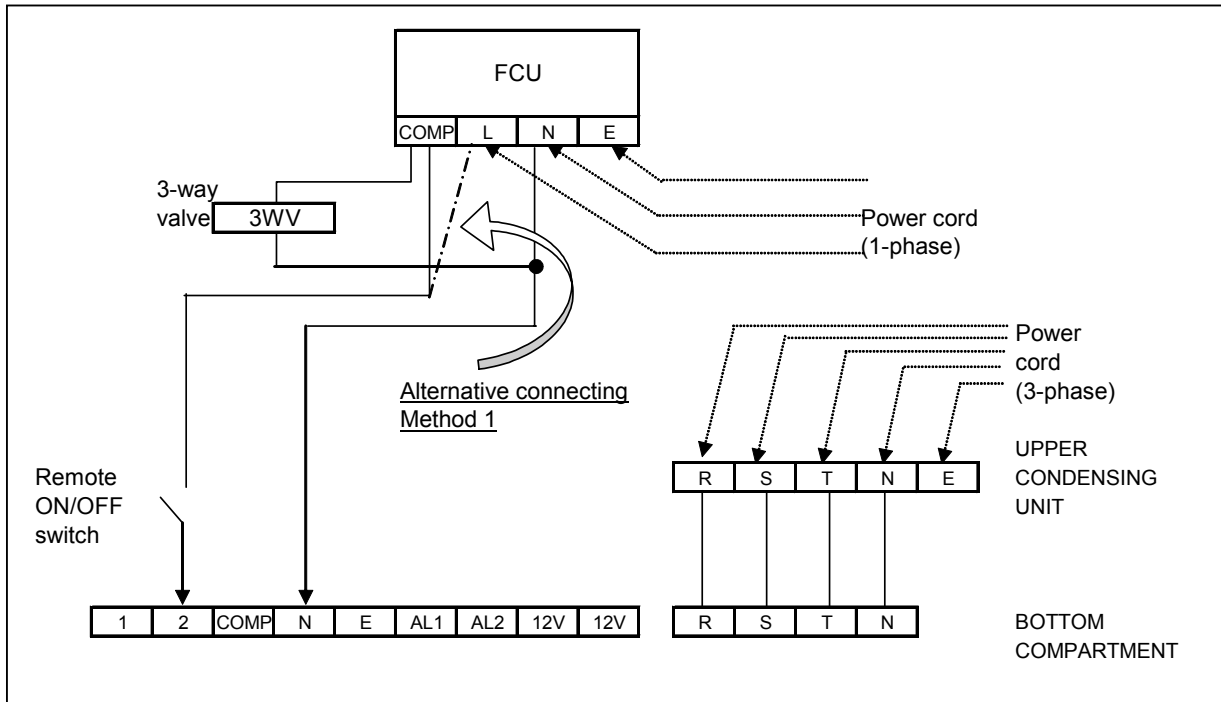 FCU
COMP L N E
3-way
valve
3WV
Power cord
(1-phase)
Alternative connecting
Method 1
Power
cord
(3-phase)
Remote
ON/OFF
switch
R S T N E
UPPER
CONDENSING
UNIT
1 2 COMP N E AL1 AL2 12V 12V
R S T N
BOTTOM
COMPARTMENT